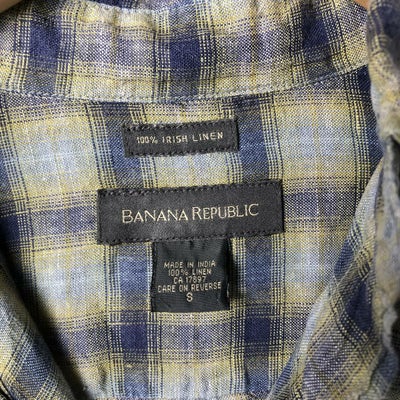 100% IRISH LINEN
BANANA REPUBLIC
MADE IN INDIA
100% LINEN
CA 17897
CARE ON REVERSE
S